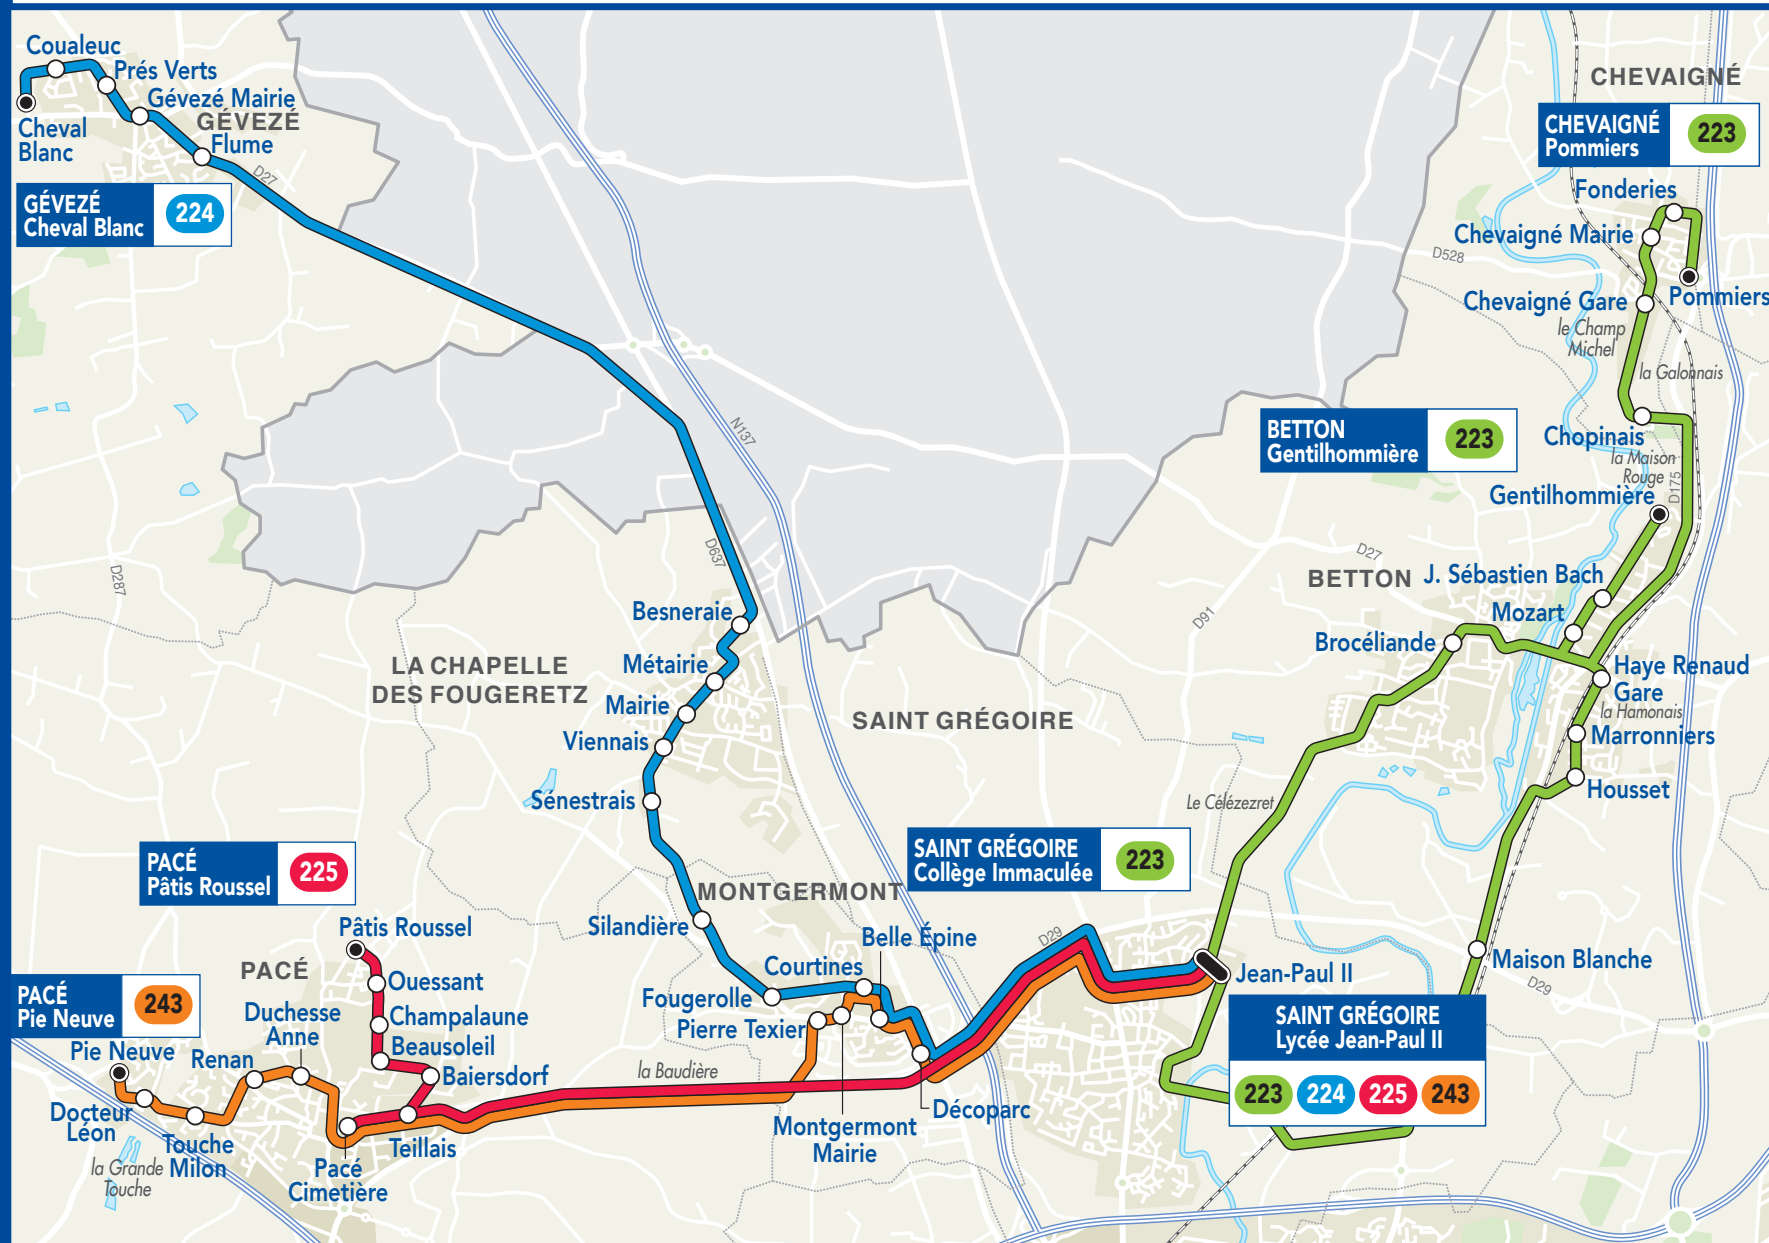 Coualeuc
Prés Verts
Gévezé Mairie
GÉVEZÉ
Cheval
Blanc
Flume
D27
GÉVEZÉ
Cheval Blanc
224
CHEVAIGNÉ
CHEVAIGNÉ
Pommiers
223
Fonderies
Chevaigné Mairie
D528
Chevaigné Gare
Pommiers
le Champ
Michel
la Galonnais
N137
BETTON
Gentilhommière
223
Chopinais
la Maison
Rouge
D175
Gentilhommière
D637
D287
D27
BETTON
J. Sébastien Bach
Mozart
D91
Brocéliande
Besneraie
Métairie
LA CHAPELLE
DES FOUGERETZ
Mairie
Viennais
SAINT GRÉGOIRE
Haye Renaud
Gare
la Hamonais
Marronniers
Housset
Sénestrais
Le Célézezret
PACÉ
Pâtis Roussel
225
SAINT GRÉGOIRE
Collège Immaculée
223
MONTGERMONT
Silandière
Pâtis Roussel
Belle Épine
D29
Courtines
Jean-Paul II
Maison Blanche
D29
PACÉ
Ouessant
PACÉ
Pie Neuve
243
Duchesse
Anne
Champalaune
Fougerolle
Pierre Texier
SAINT GRÉGOIRE
Lycée Jean-Paul II
223
224
225
243
Pie Neuve
Renan
Beausoleil
Baiersdorf
la Baudière
Docteur
Léon
Touche
Milon
la Grande
Touche
Pacé
Cimetière
Teillais
Montgermont
Mairie
Décoparc